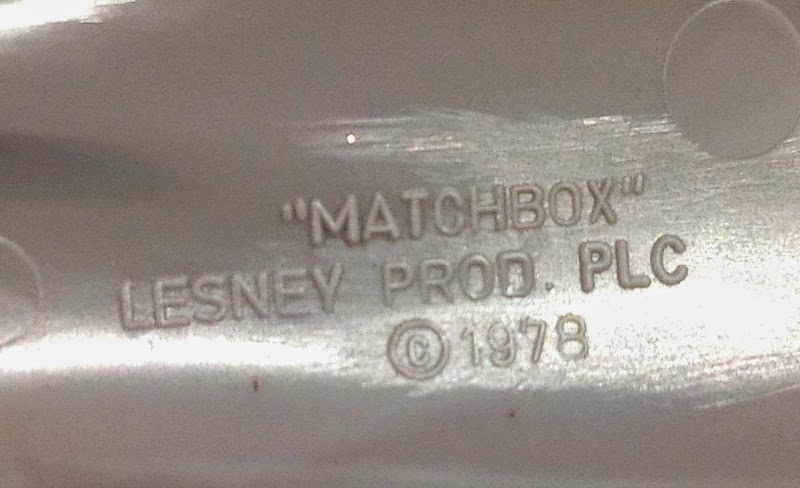 "MATCHBOX"
LESNEY PROD. PLC
©1978